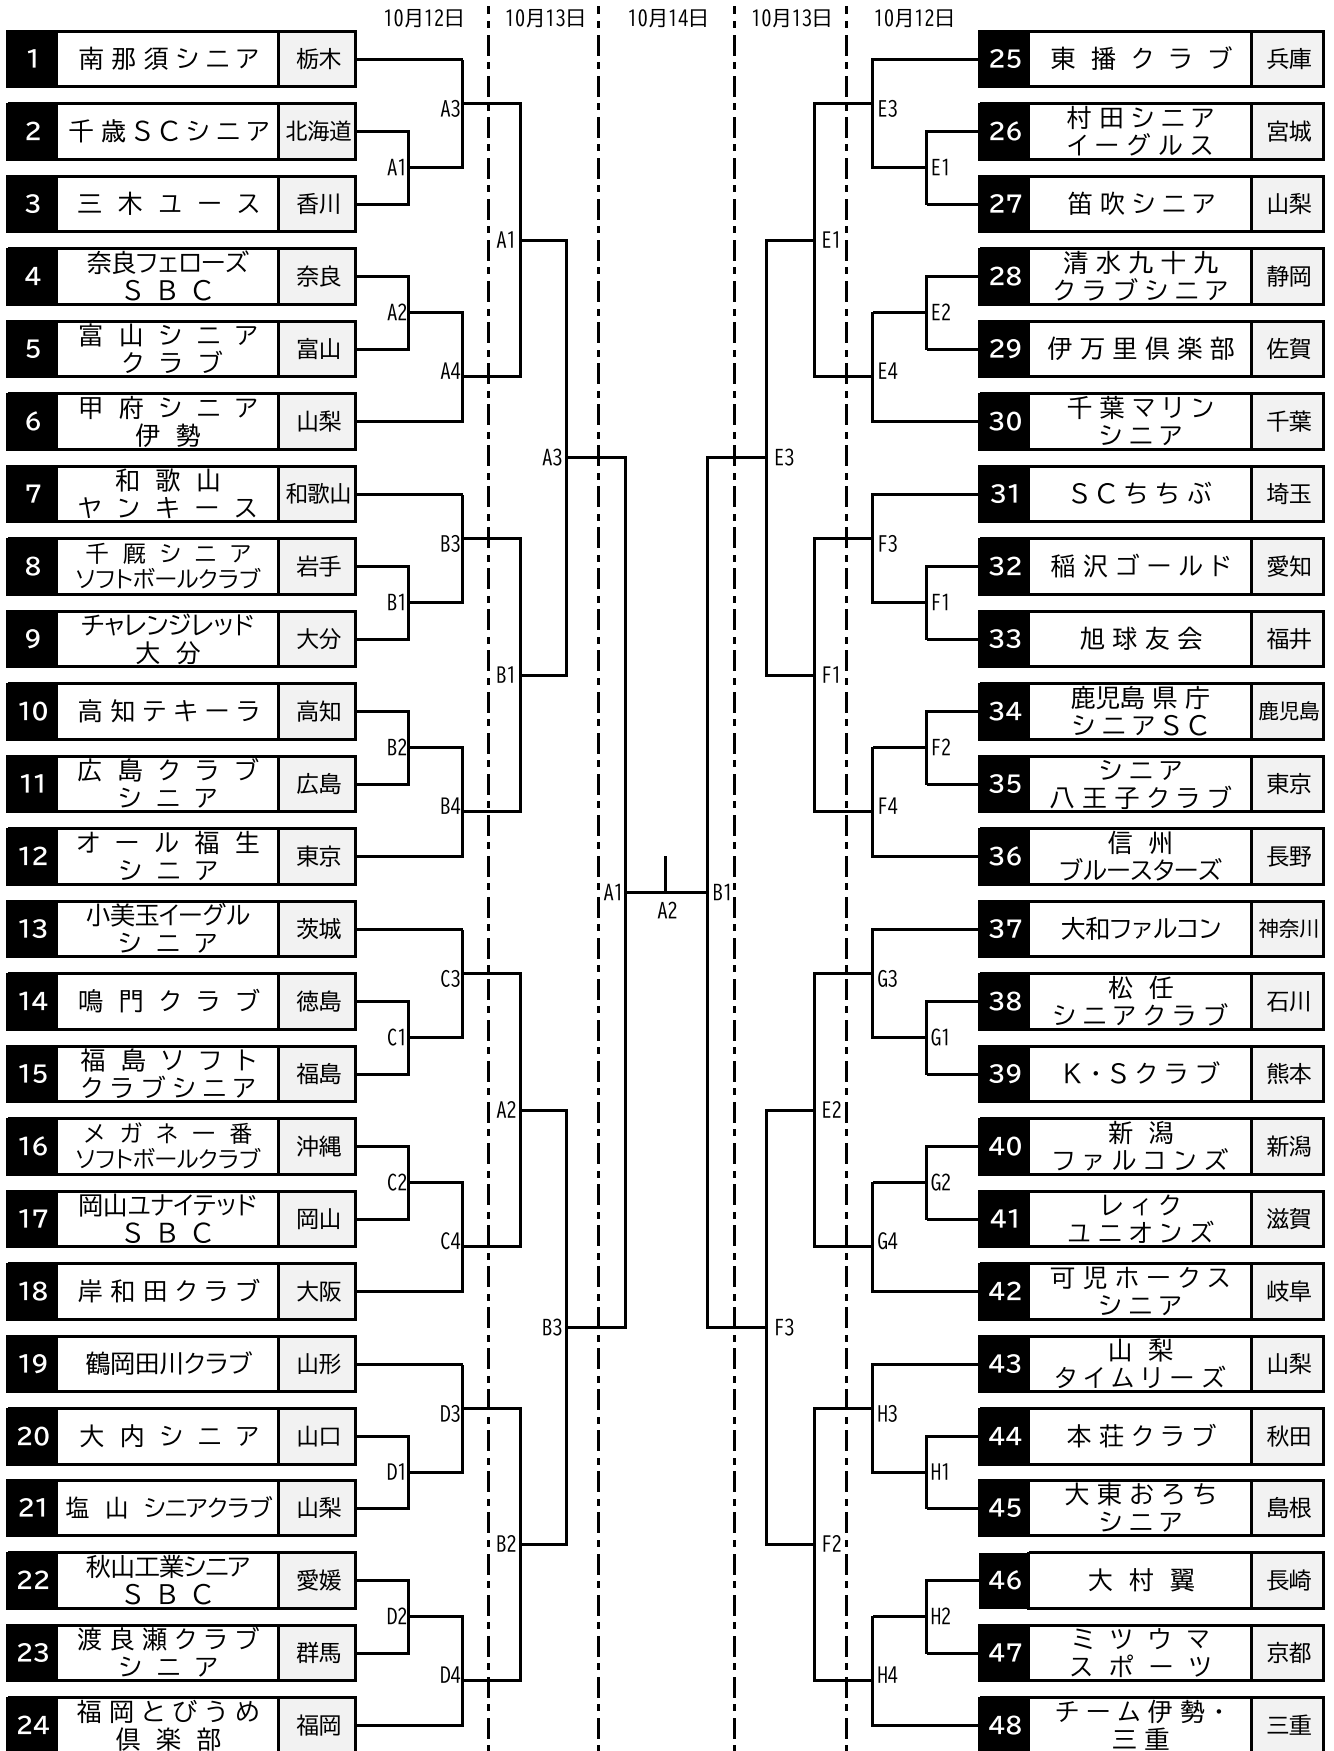 10月12日 10月13日 10月14日 10月13日 10月12日
1 南那須シニア 栃木
2 千歳ＳＣシニア 北海道
3 三木ユース 香川
4 奈良フェローズ
ＳＢＣ 奈良
5 富山シニア
クラブ 富山
6 甲府シニア
伊勢 山梨
7 和歌山
ヤンキース 和歌山
8 千厩シニア
ソフトボールクラブ 岩手
9 チャレンジレッド
大分 大分
10 高知テキーラ 高知
11 広島クラブ
シニア 広島
12 オール福生
シニア 東京
13 小美玉イーグル
シニア 茨城
14 鳴門クラブ 徳島
15 福島ソフト
クラブシニア 福島
16 メガネ一番
ソフトボールクラブ 沖縄
17 岡山ユナイテッド
ＳＢＣ 岡山
18 岸和田クラブ 大阪
19 鶴岡田川クラブ 山形
20 大内シニア 山口
21 塩山 シニアクラブ 山梨
22 秋山工業シニア
ＳＢＣ 愛媛
23 渡良瀬クラブ
シニア 群馬
24 福岡とびうめ
倶楽部 福岡
A3
A1
A2
A4
B3
B1
B2
B4
C3
C1
C2
C4
D3
D1
D2
D4
A1
B1
A2
B2
A3
B3
A1
A2
B1
E3
F3
E1
F1
E2
F2
E3
E1
E2
E4
F3
F1
F2
F4
G3
G1
G2
G4
H3
H1
H2
H4
25 東播クラブ 兵庫
26 村田シニア
イーグルス 宮城
27 笛吹シニア 山梨
28 清水九十九
クラブシニア 静岡
29 伊万里倶楽部 佐賀
30 千葉マリン
シニア 千葉
31 ＳＣちちぶ 埼玉
32 稲沢ゴールド 愛知
33 旭球友会 福井
34 鹿児島県庁
シニアＳＣ 鹿児島
35 シニア
八王子クラブ 東京
36 信州
ブルースターズ 長野
37 大和ファルコン 神奈川
38 松任
シニアクラブ 石川
39 Ｋ・Ｓクラブ 熊本
40 新潟
ファルコンズ 新潟
41 レイク
ユニオンズ 滋賀
42 可児ホークス
シニア 岐阜
43 山梨
タイムリーズ 山梨
44 本荘クラブ 秋田
45 大東おろち
シニア 島根
46 大村翼 長崎
47 ミツウマ
スポーツ 京都
48 チーム伊勢・
三重 三重